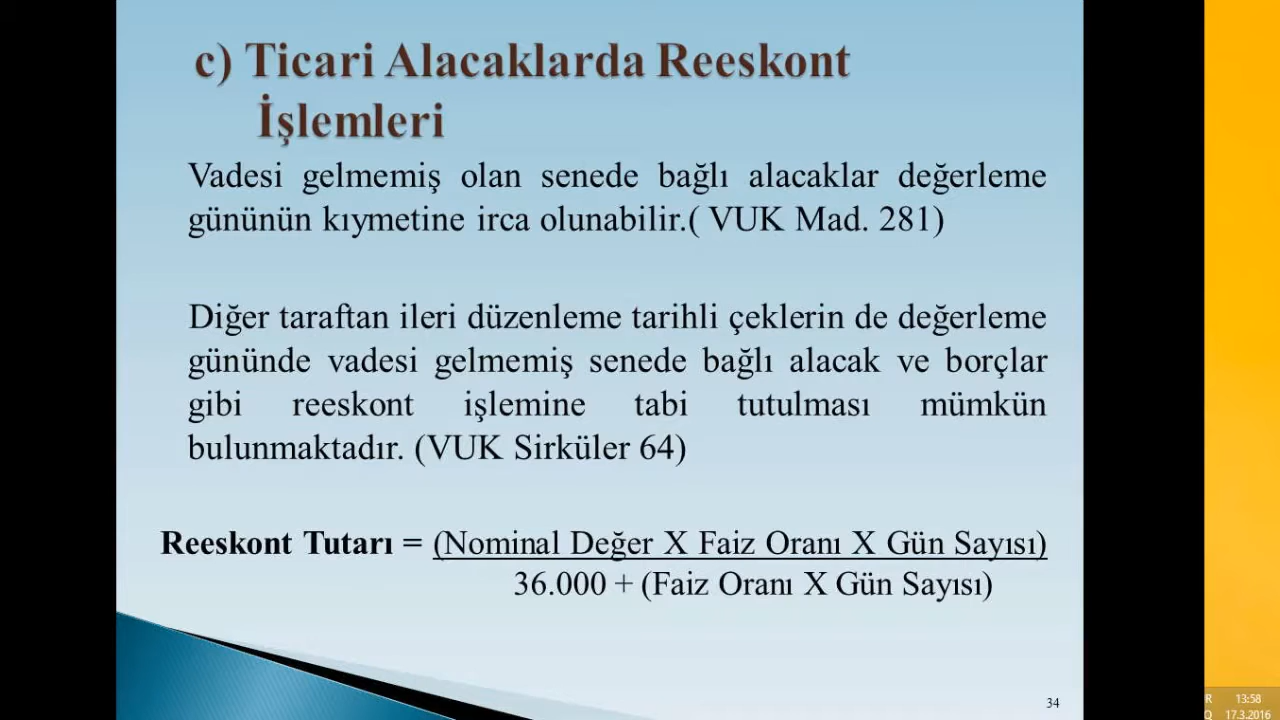 c) Ticari Alacaklarda Reeskont
İşlemleri
Vadesi gelmemiş olan senede bağlı alacaklar değerleme
gününün kıymetine irca olunabilir.( VUK Mad. 281)
Diğer taraftan ileri düzenleme tarihli çeklerin de değerleme
gününde vadesi gelmemiş senede bağlı alacak ve borçlar
gibi reeskont işlemine tabi tutulması mümkün
bulunmaktadır. (VUK Sirküler 64)
Reeskont Tutarı = (Nominal Değer X Faiz Oranı X Gün Sayısı)
36.000 + (Faiz Oranı X Gün Sayısı)
34
R 13:58
Q 17.3.2016